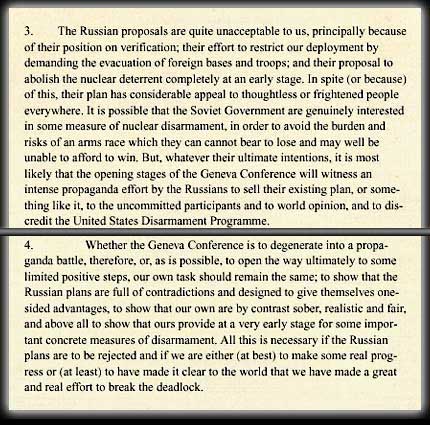 3. The Russian proposals are quite unacceptable to us, principally because
of their position on verification; their effort to restrict our deployment by
demanding the evacuation of foreign bases and troops; and their proposal to
abolish the nuclear deterrent completely at an early stage. In spite (or because)
of this, their plan has considerable appeal to thoughtless or frightened people
everywhere. It is possible that the Soviet Government are genuinely interested
in some measure of nuclear disarmament, in order to avoid the burden and
risks of an arms race which they can cannot bear to lose and may well be
unable to afford to win. But, whatever their ultimate intentions, it is most
likely that the opening stages of the Geneva Conference will witness an
intense propaganda effort by the Russians to sell their existing plan, or some-
thing like it, to the uncommitted participants and to world opinion, and to dis-
credit the United States Disarmament Programme.
4. Whether the Geneva Conference is to degenerate into a propa-
ganda battle, therefore, or, as is possible, to open the way ultimately to some
limited positive steps, our own task should remain the same; to show that the
Russian plans are full of contradictions and designed to give themselves one-
sided advantages, to show that our own are by contrast sober, realistic and fair,
and above all to show that ours provide at a very early stage for some impor-
tant concrete measures of disarmament. All this is necessary if the Russian
plans are to be rejected and if we are either (at best) to make some real prog-
ress or (at least) to have made it clear to the world that we have made a great
and real effort to break the deadlock.